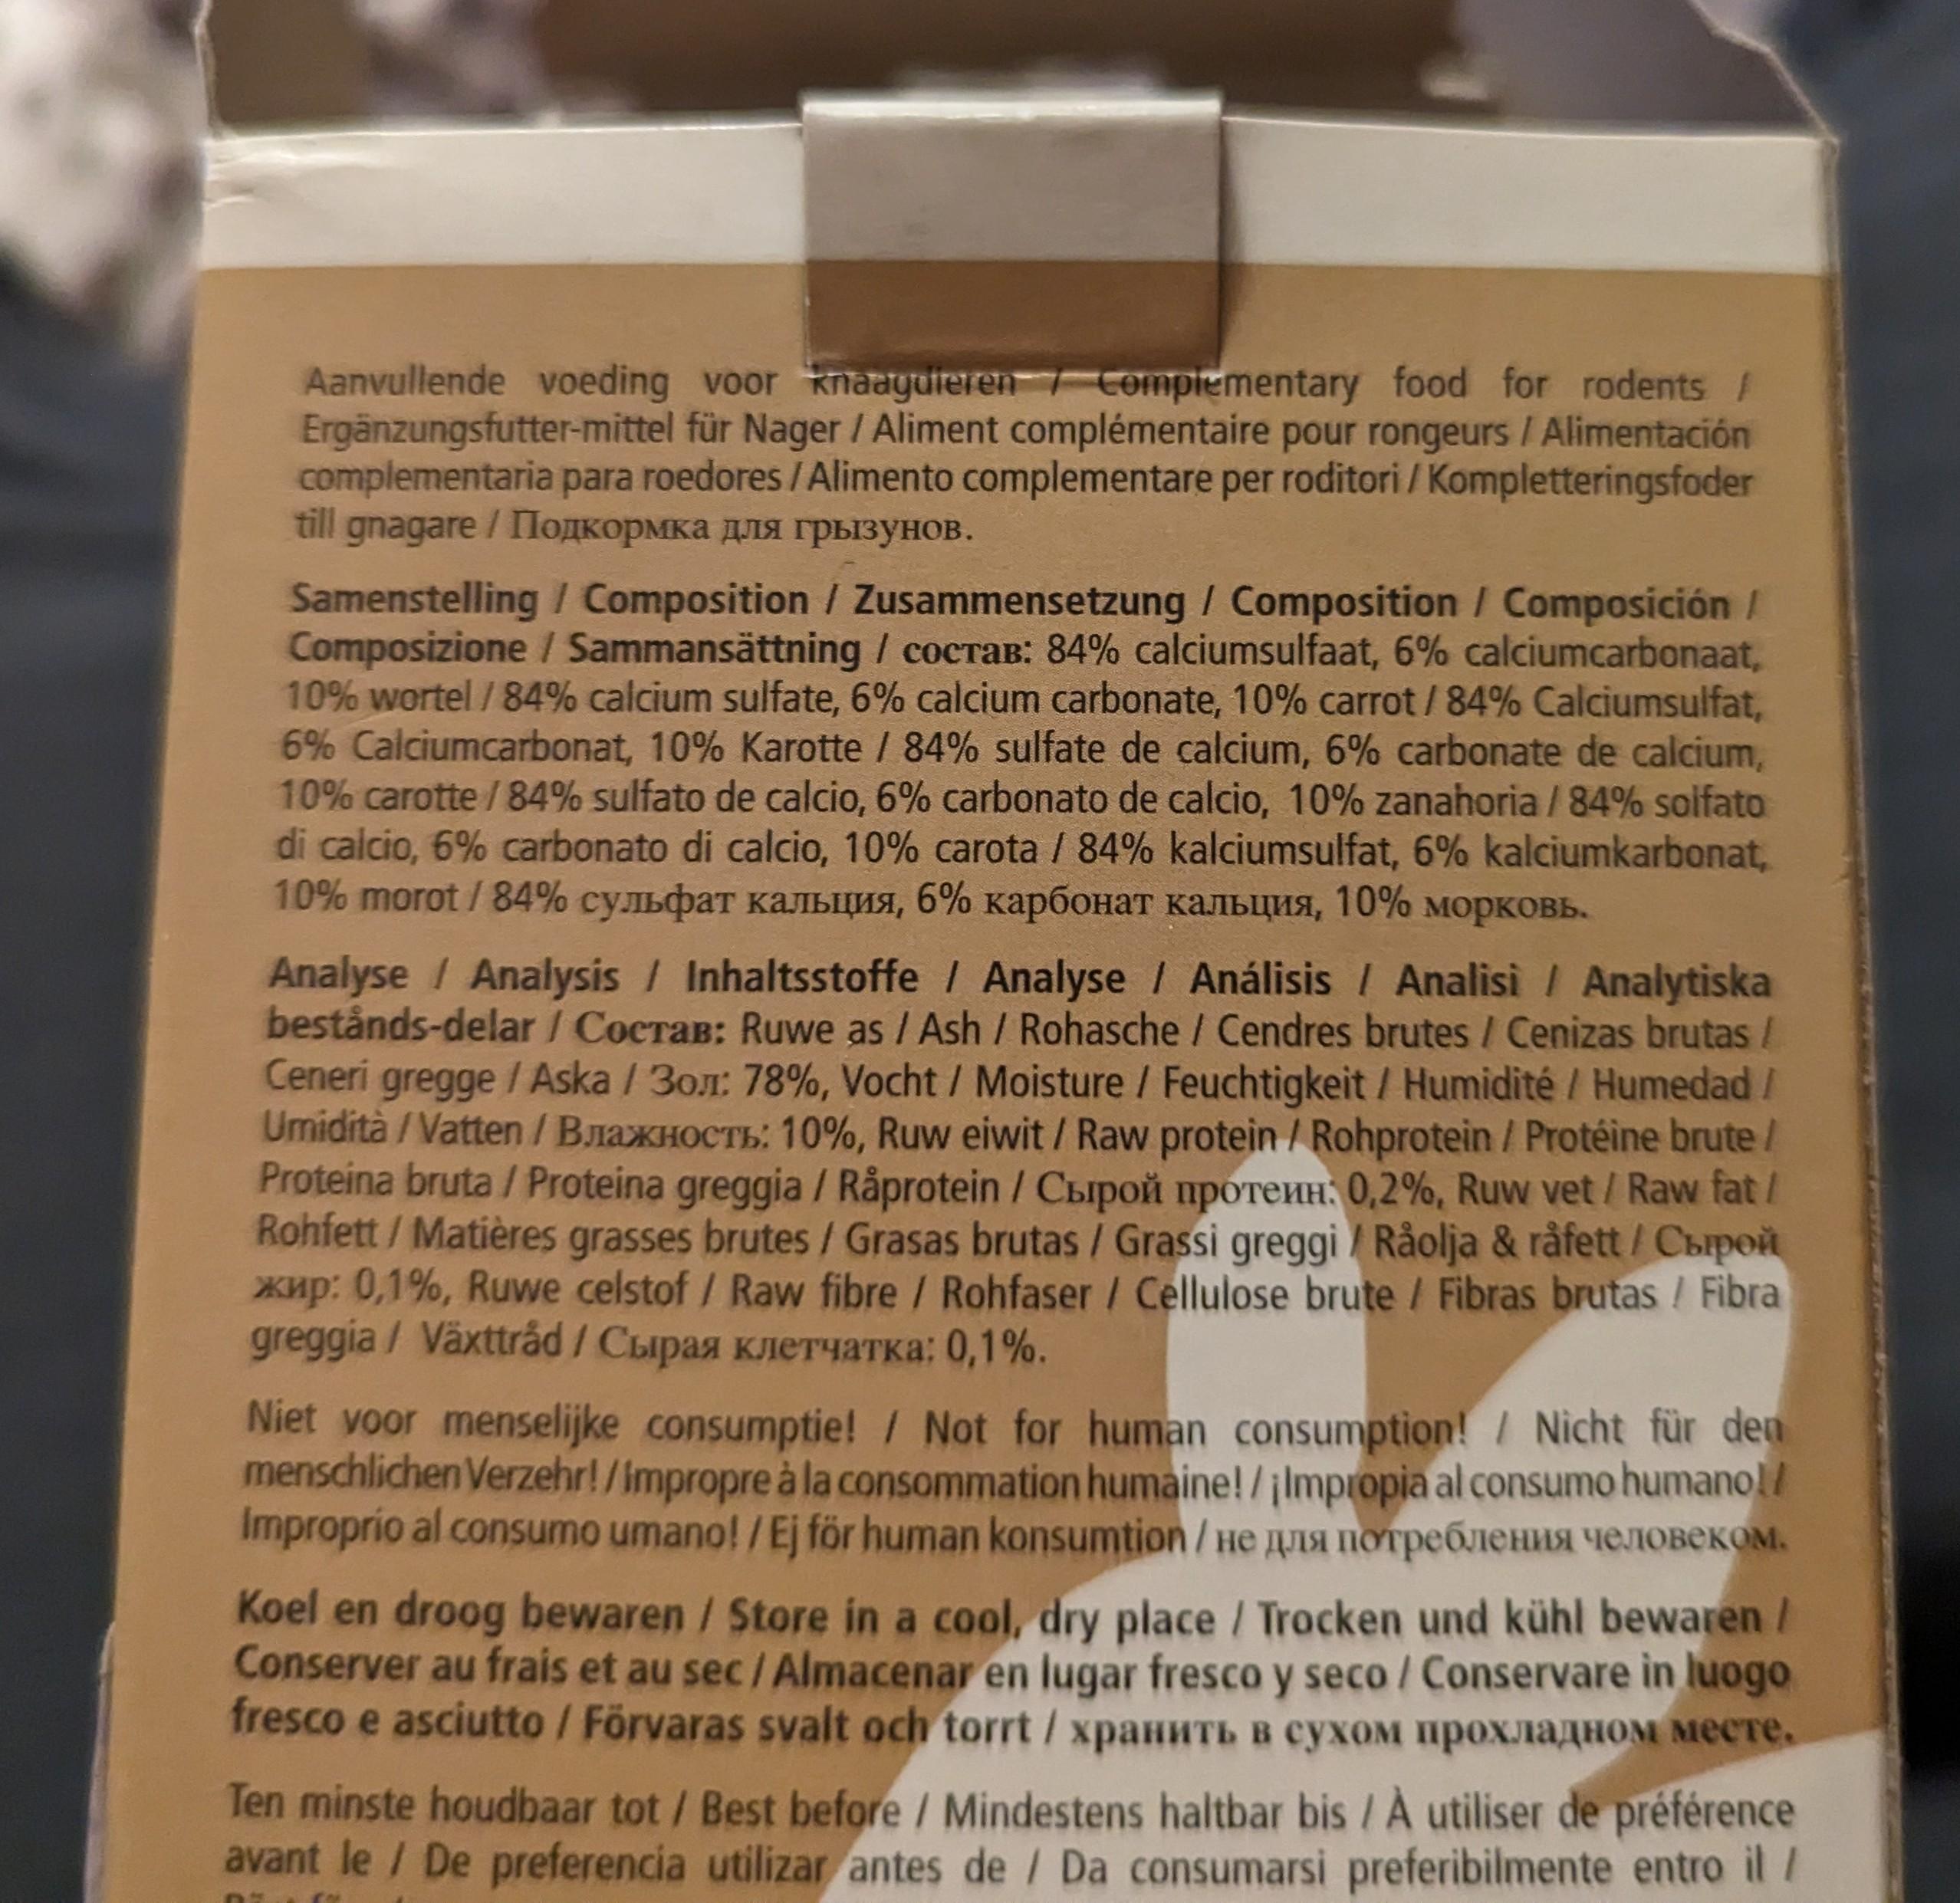 Aanvullende voeding voor knaagdieren / Complementary food for rodents /
Ergänzungsfutter-mittel für Nager / Aliment complémentaire pour rongeurs / Alimentación
complementaria para roedores / Alimento complementare per roditori / Kompletteringsfoder
till gnagare / Подкормка для грызунов.
Samenstelling / Composition / Zusammensetzung / Composition / Composición /
Composizione / Sammansättning / состав: 84% calciumsulfaat, 6% calciumcarbonaat,
10% wortel / 84% calcium sulfate, 6% calcium carbonate, 10% carrot / 84% Calciumsulfat,
6% Calciumcarbonat, 10% Karotte / 84% sulfate de calcium, 6% carbonate de calcium,
10% carotte / 84% sulfato de calcio, 6% carbonato de calcio, 10% zanahoria / 84% solfato
di calcio, 6% carbonato di calcio, 10% carota / 84% kalciumsulfat, 6% kalciumkarbonat,
10% morot / 84% сульфат кальция, 6% карбонат кальция, 10% морковь.
Analyse / Analysis / Inhaltsstoffe / Analyse / Análisis / Analisi / Analytiska
bestånds-delar / Состав: Ruwe as / Ash / Rohasche / Cendres brutes / Cenizas brutas /
Ceneri gregge / Aska / Зол: 78%, Vocht / Moisture / Feuchtigkeit / Humidité / Humedad /
Umidità / Vatten / Влажность: 10%, Ruw eiwit / Raw protein / Rohprotein / Protéine brute /
Proteina bruta / Proteina greggia / Råprotein / Сырой протеин: 0,2%, Ruw vet / Raw fat /
Rohfett / Matières grasses brutes / Grasas brutas / Grassi greggi / Råolja & råfett / Сырой
жир: 0,1%, Ruwe celstof / Raw fibre / Rohfaser / Cellulose brute / Fibras brutas / Fibra
greggia / Växttråd / Сырая клетчатка: 0,1%.
Niet voor menselijke consumptie! / Not for human consumption! / Nicht für den
menschlichen Verzehr! / Impropre à la consommation humaine! / ¡Impropia al consumo humano! /
Improprio al consumo umano! / Ej för human konsumtion / не для потребления человеком.
Koel en droog bewaren / Store in a cool, dry place / Trocken und kühl bewaren /
Conserver au frais et au sec / Almacenar en lugar fresco y seco / Conservare in luogo
fresco e asciutto / Förvaras svalt och torrt / хранить в сухом прохладном месте.
Ten minste houdbaar tot / Best before / Mindestens haltbar bis / À utiliser de préférence
avant le / De preferencia utilizar antes de / Da consumarsi preferibilmente entro il /